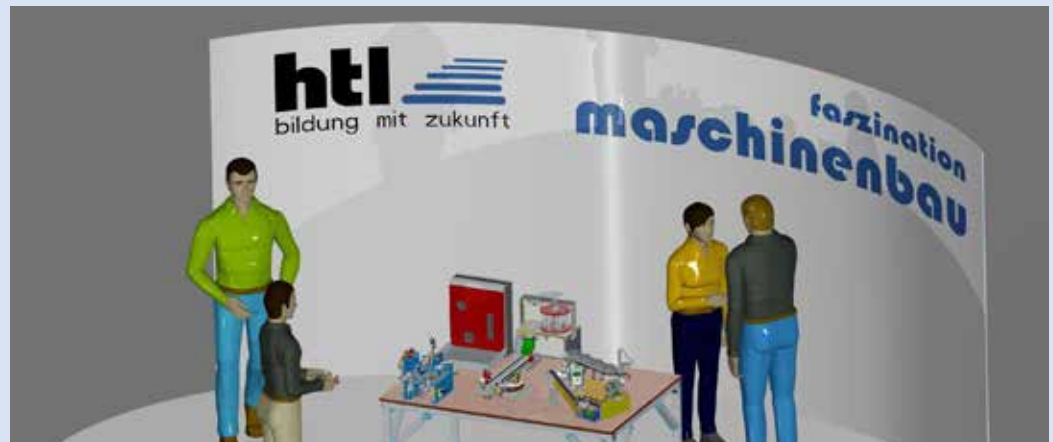 htl
bildung mit zukunft
faszination
maschinenbau